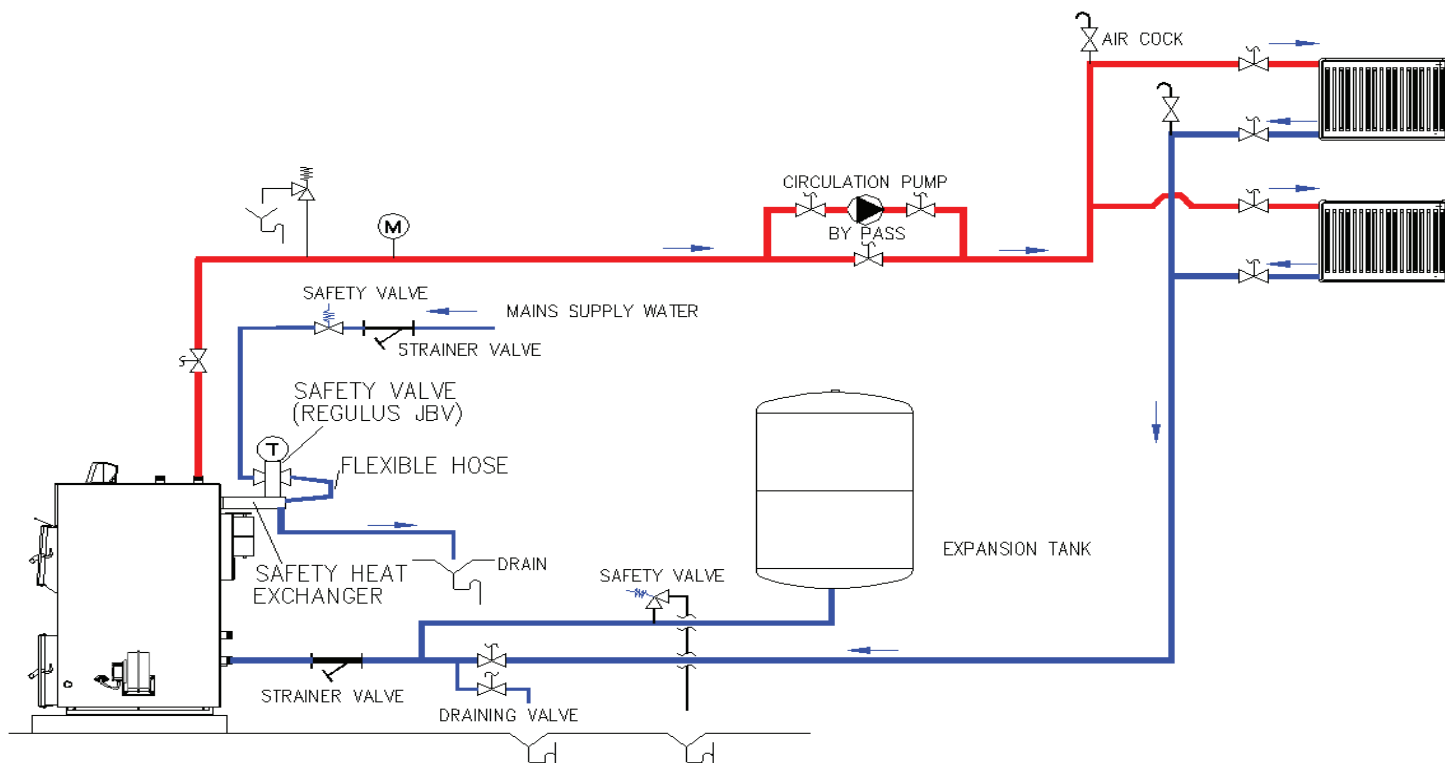 AIR COCK
CIRCULATION PUMP
BY PASS
M
SAFETY VALVE
MAINS SUPPLY WATER
STRAINER VALVE
SAFETY VALVE
(REGULUS JBV)
T
FLEXIBLE HOSE
EXPANSION TANK
DRAIN
SAFETY HEAT
EXCHANGER
SAFETY VALVE
STRAINER VALVE
DRAINING VALVE